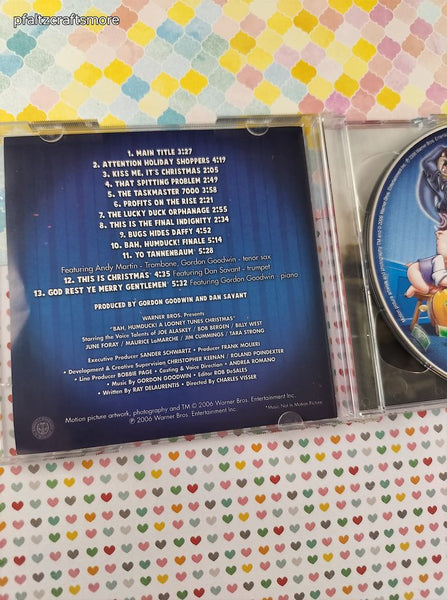 pfaltzcraftsmore
1. MAIN TITLE 3:27
2. ATTENTION HOLIDAY SHOPPERS 4:19
3. KISS ME, IT'S CHRISTMAS 2:05
4. THAT SPITTING PROBLEM 2:49
5. THE TASKMASTER 7000 3:58
6. PROFITS ON THE RISE 2:21
7. THE LUCKY DUCK ORPHANAGE 2:55
8. THIS IS THE FINAL INDIGNITY 2:34
9. BUGS HIDES DAFFY 4:52
10. BAH, HUMDUCK! FINALE 5:14
11. YO TANNENBAUM* 5:28
Featuring Andy Martin - Trombone, Gordon Goodwin - tenor sax
12. THIS IS CHRISTMAS* 4:35 Featuring Dan Savant - trumpet
13. GOD REST YE MERRY GENTLEMEN* 5:32 Featuring Gordon Goodwin - piano
PRODUCED BY GORDON GOODWIN AND DAN SAVANT
WARNER BROS. Presents
"BAH, HUMDUCK! A LOONEY TUNES CHRISTMAS"
Starring the Voice Talents of JOE ALASKEY / BOB BERGEN / BILLY WEST
JUNE FORAY / MAURICE LaMARCHE / JIM CUMMINGS / TARA STRONG
Executive Producer SANDER SCHWARTZ • Producer FRANK MOLIERI
• Development & Creative Supervision CHRISTOPHER KEENAN / ROLAND POINDEXTER
• Line Producer BOBBIE PAGE • Casting & Voice Direction • ANDREA ROMANO
• Music By GORDON GOODWIN • Editor ROB DeSALES
• Written By RAY DELAURENTIS • Directed By CHARLES VISSER
Motion picture artwork, photography and TM © 2006 Warner Bros. Entertainment Inc.
℗ 2006 Warner Bros. Entertainment Inc. *Music Not in Motion Picture